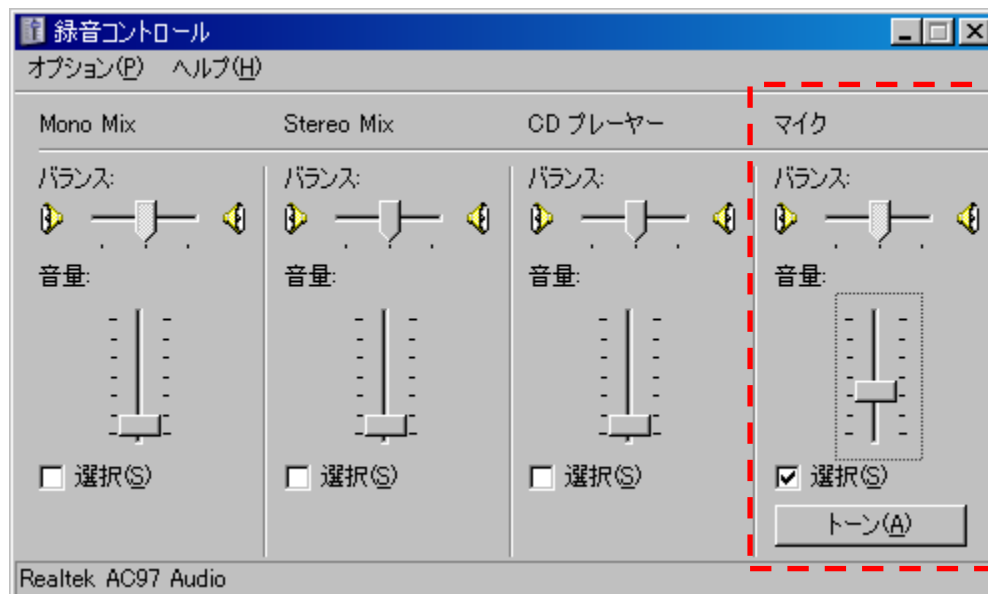 録音コントロール
オプション(P) ヘルプ(H)
Mono Mix
Stereo Mix
CD プレーヤー
マイク
バランス:
バランス:
バランス:
バランス:
音量:
音量:
音量:
音量:
選択(S)
選択(S)
選択(S)
選択(S)
トーン(A)
Realtek AC97 Audio